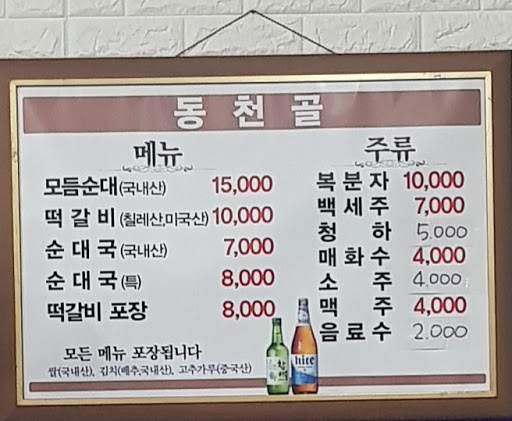 동천골
메뉴
모듬순대(국내산) 15,000
떡 갈 비 (칠레산,미국산) 10,000
순 대 국 (국내산) 7,000
순 대 국 (특) 8,000
떡갈비 포장 8,000
모든 메뉴 포장됩니다
쌀(국내산), 김치(배추,국내산), 고추가루(중국산)
주류
복 분 자 10,000
백 세 주 7,000
청 하 5,000
매 화 수 4,000
소 주 4,000
맥 주 4,000
음 료 수 2,000
hite